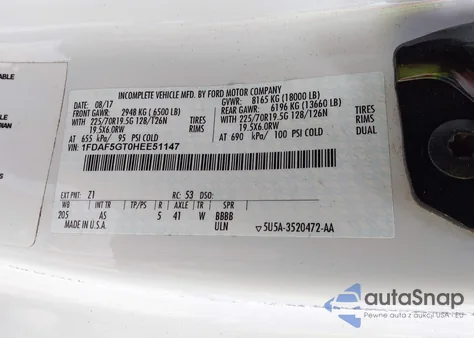 ABLE
LE
DIAN
INCOMPLETE VEHICLE MFD. BY FORD MOTOR COMPANY
DATE: 08/17 GVWR: 8165 KG (18000 LB)
FRONT GAWR: 2948 KG (6500 LB) REAR GAWR: 6196 KG (13660 LB)
WITH 225/70R19.5G 128/126N TIRES WITH 225/70R19.5G 128/126N TIRES
19.5X6.0RW RIMS 19.5X6.0RW RIMS
AT 655 kPa/ 95 PSI COLD AT 690 kPa/ 100 PSI COLD
VIN: 1FDAF5GT0HEE51147
EXT PNT: Z1 RC: 53 DSO:
WB INT TR TP/PS R AXLE TR SPR
205 AS 5 41 W BBBB
MADE IN U.S.A. ULN ▽5U5A-3520472-AA
autoSnap
Pewne auta z aukcji USA i EU